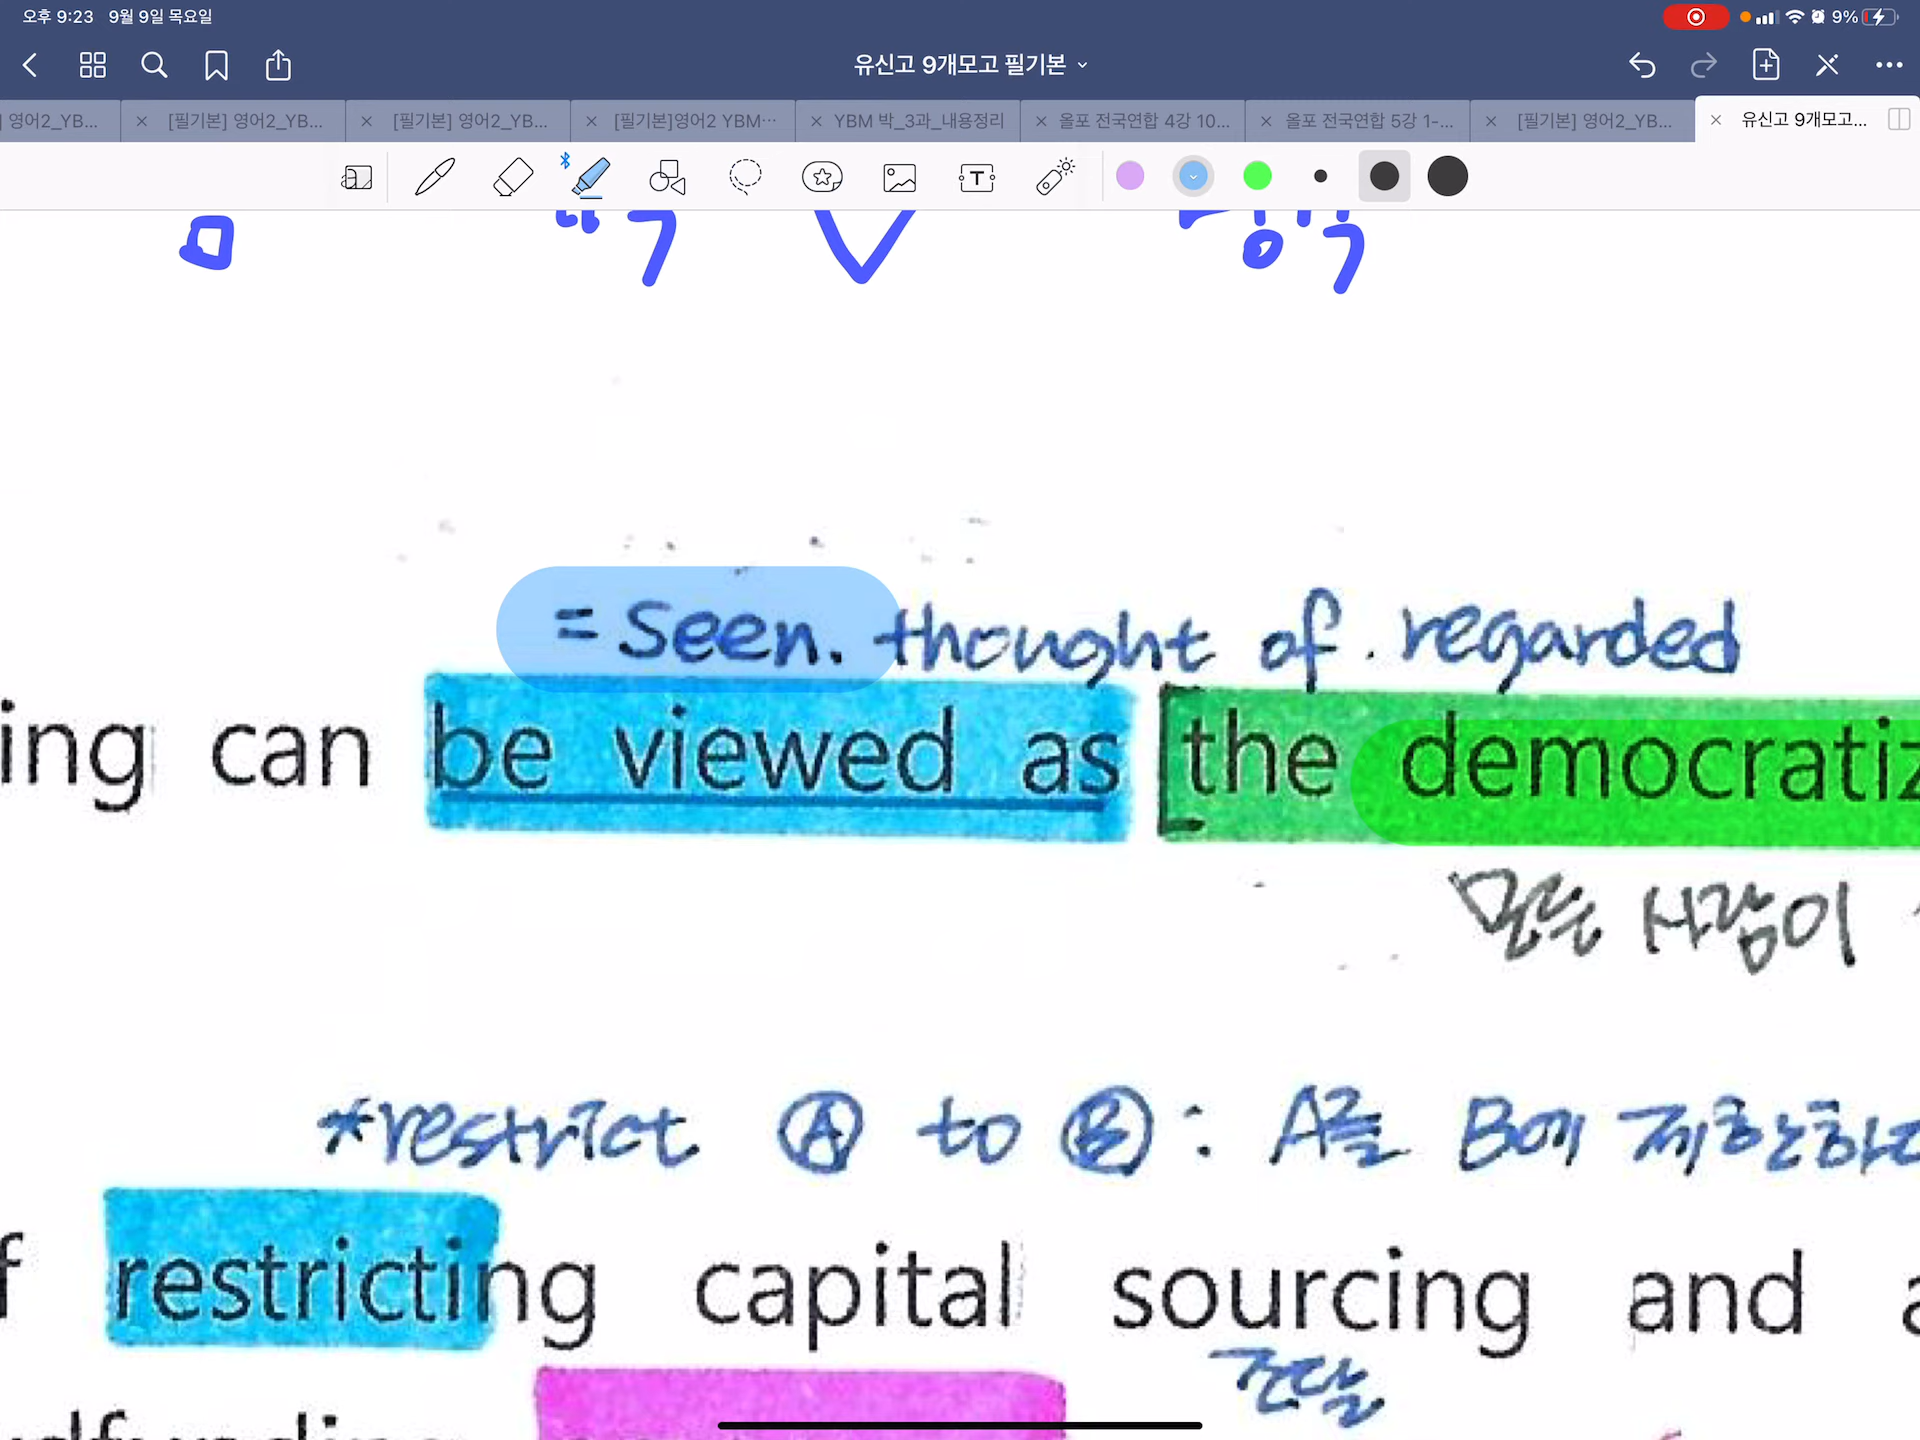 오후 9:23 9월 9일 목요일
9%
유신고 9개모고 필기본
영어2_YB... × [필기본] 영어2_YB... × [필기본] 영어2_YB... × [필기본]영어2 YBM... × YBM 박_3과_내용정리 × 올포 전국연합 4강 10... × 올포 전국연합 5강 1-... × [필기본] 영어2_YB... × 유신고 9개모고...
= seen. thought of . regarded
ing can be viewed as the democratiz
모든 사람이
*restrict Ⓐ to Ⓑ : A를 B에 제한하다
f restricting capital sourcing and a
조달